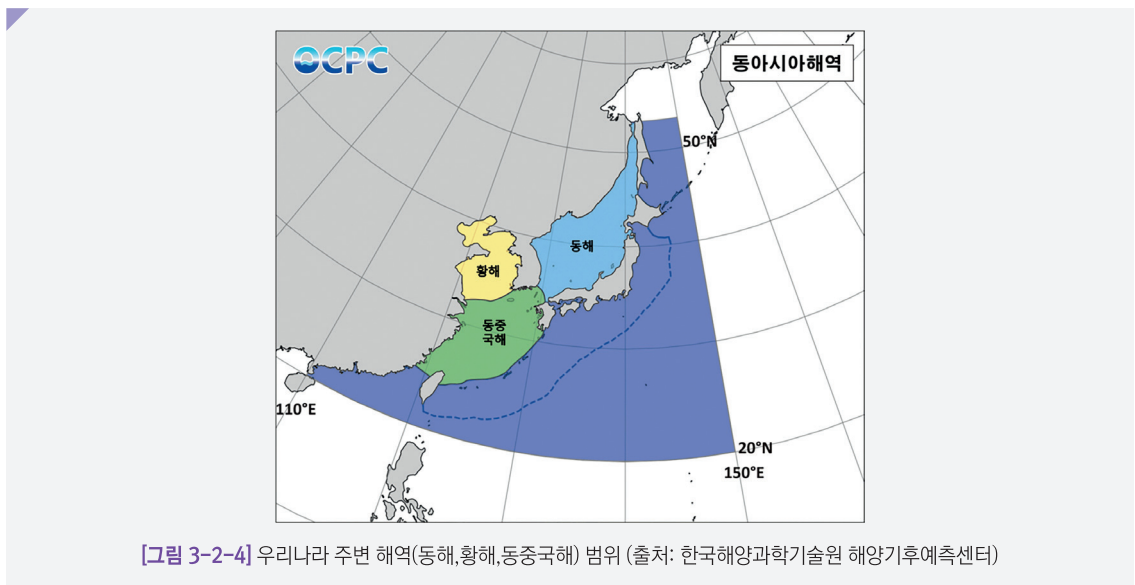 OCPC
동아시아해역
50°N
동해
황해
동중
국해
110°E
20°N
150°E
[그림 3-2-4] 우리나라 주변 해역(동해,황해,동중국해) 범위 (출처: 한국해양과학기술원 해양기후예측센터)